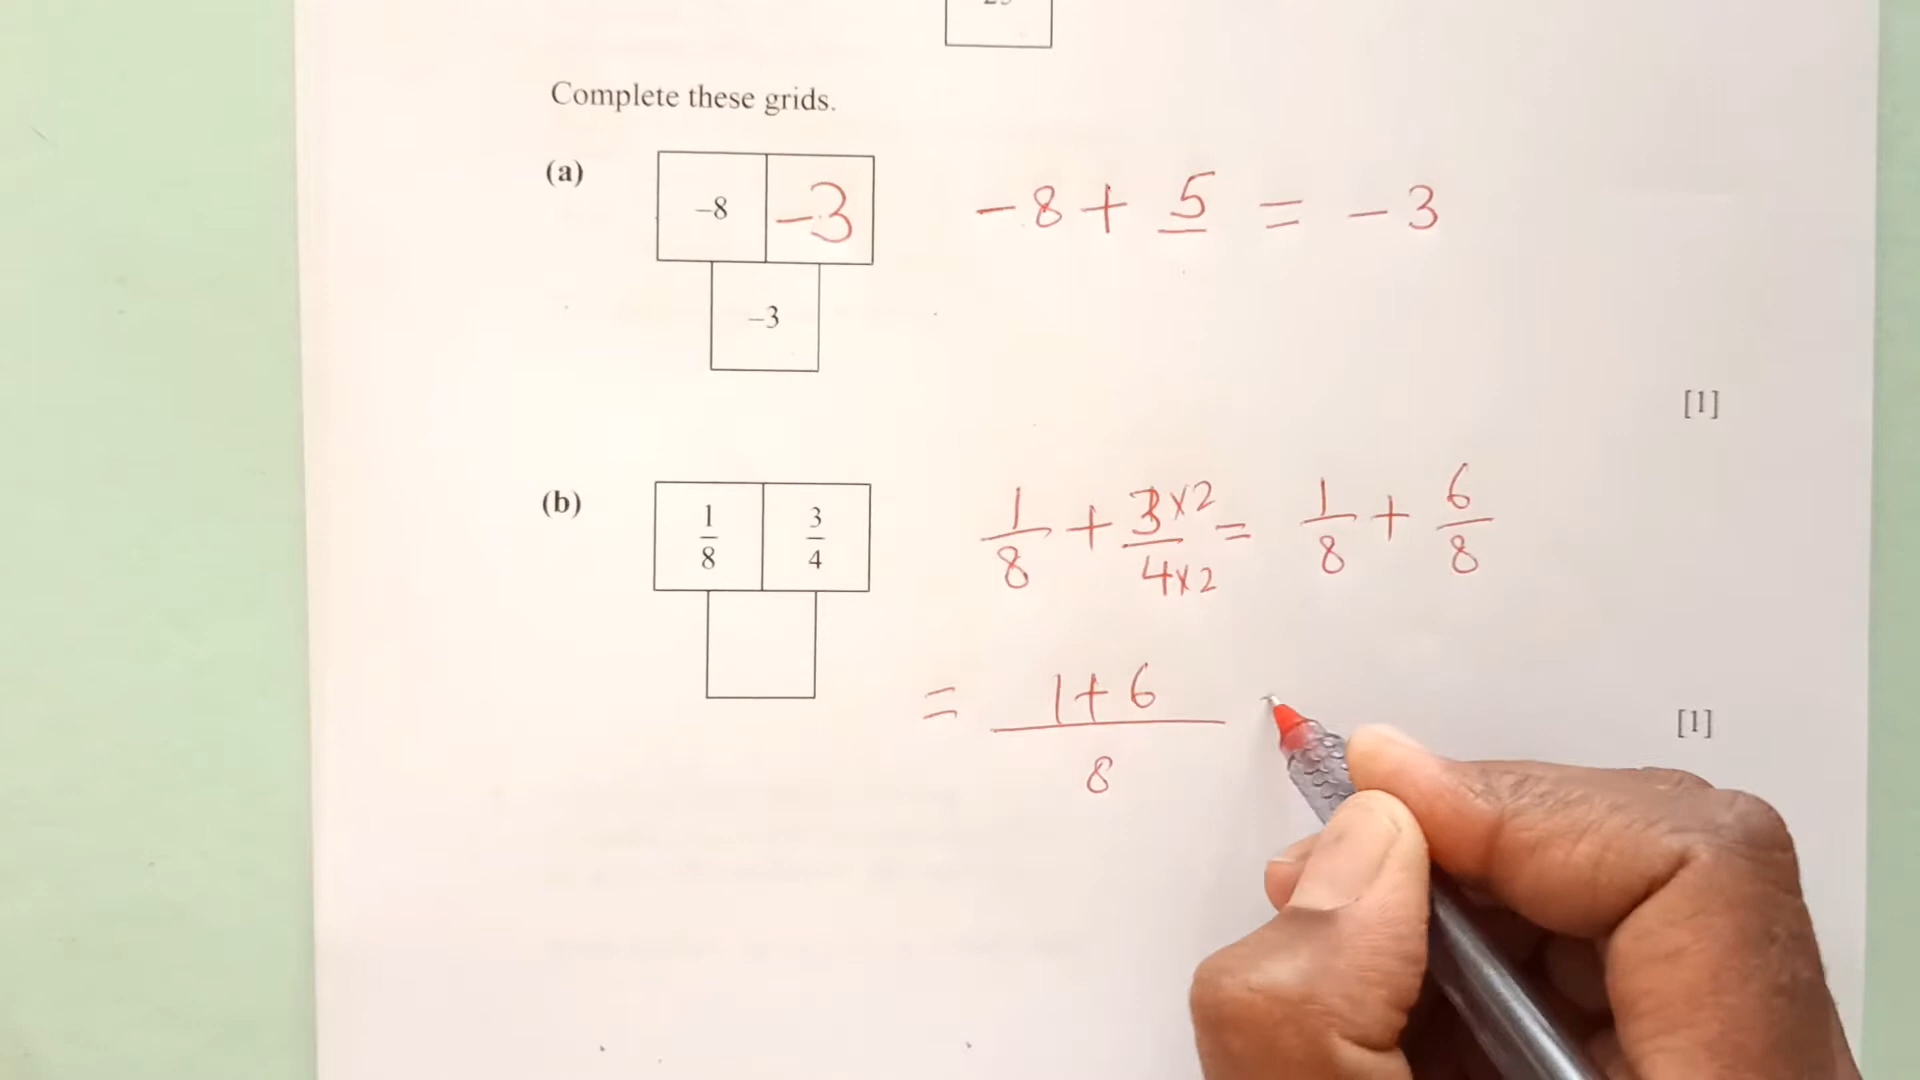 Complete these grids.
(a) -8 -3 -8 + 5 = -3
-3
[1]
(b) 1/8 3/4 1/8 + 3×2/4×2 = 1/8 + 6/8
= 1+6/8
[1]